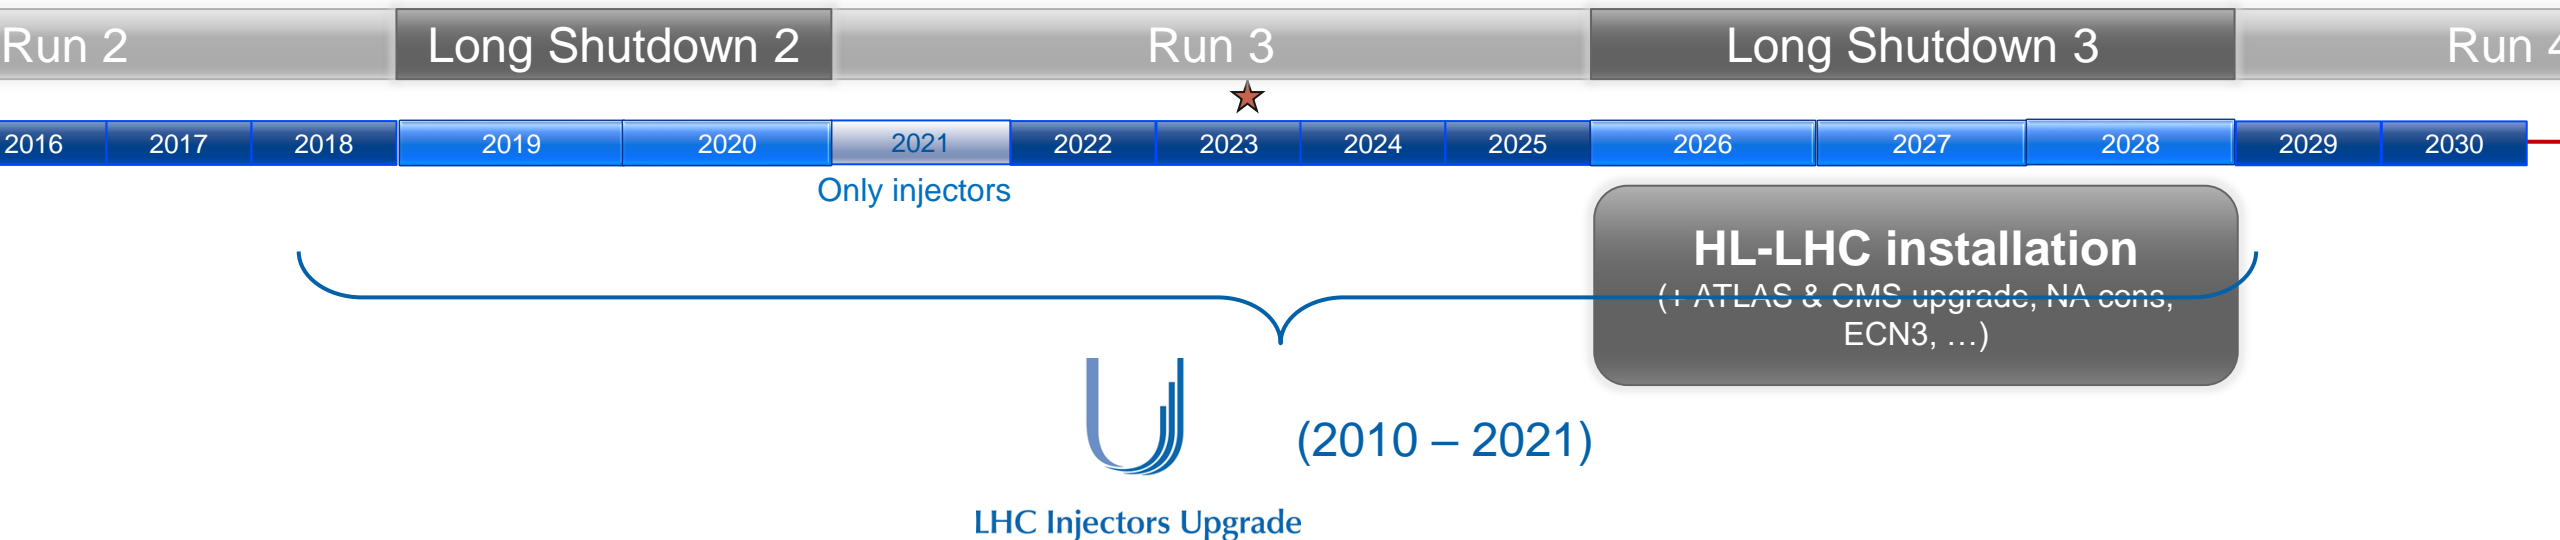 Run 2 Long Shutdown 2 Run 3 Long Shutdown 3 Run 4
2016 2017 2018 2019 2020 2021 2022 2023 2024 2025 2026 2027 2028 2029 2030
Only injectors
HL-LHC installation
(+ ATLAS & CMS upgrade, NA cons,
ECN3, …)
(2010 – 2021)
LHC Injectors Upgrade